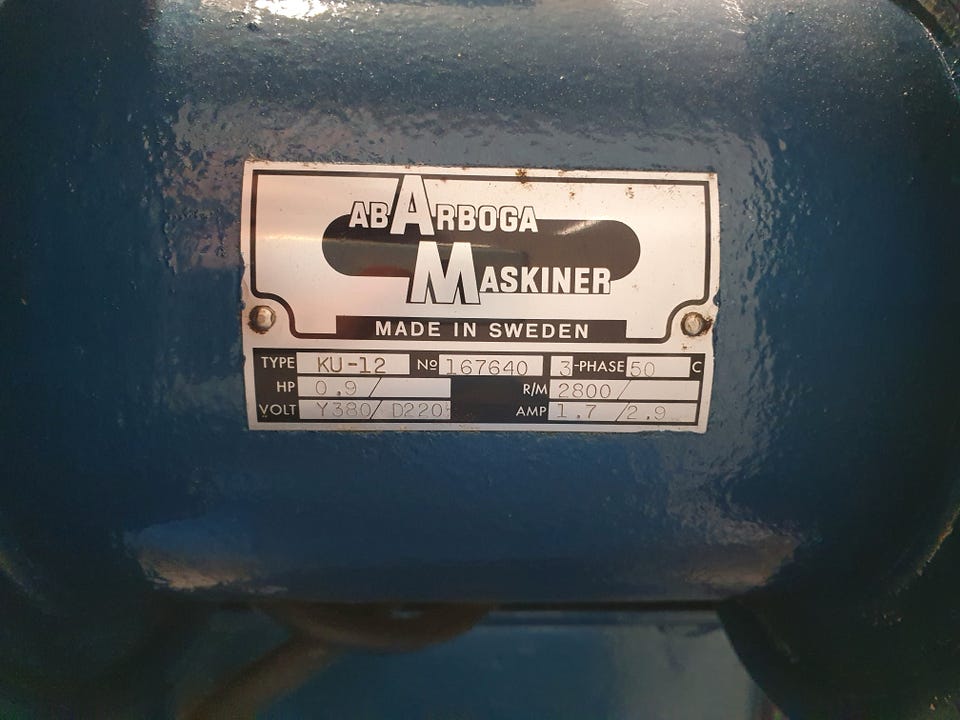 AB ARBOGA
MASKINER
MADE IN SWEDEN
TYPE KU-12 Nº 167640 3-PHASE 50 C
HP 0.9/ R/M 2800/
VOLT Y380/ D220 AMP 1.7 /2.9